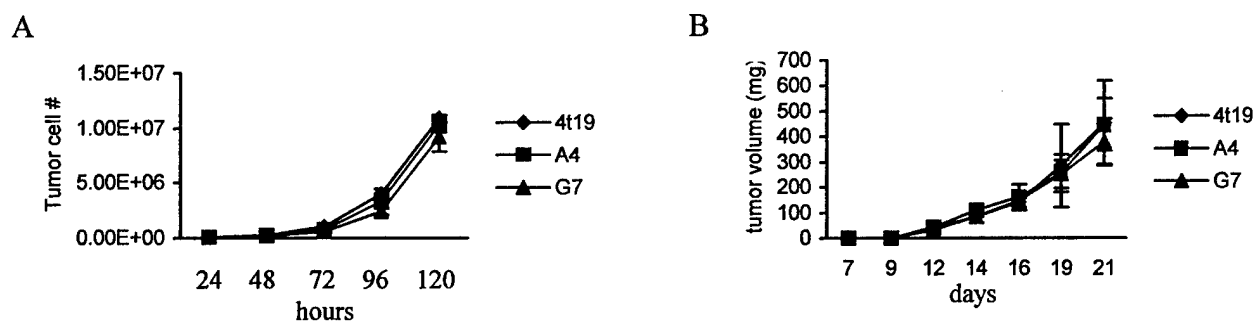 A
1.50E+07
1.00E+07
5.00E+06
0.00E+00
Tumor cell #
24 48 72 96 120
hours
4t19
A4
G7
B
700
600
500
400
300
200
100
0
tumor volume (mg)
7 9 12 14 16 19 21
days
4t19
A4
G7